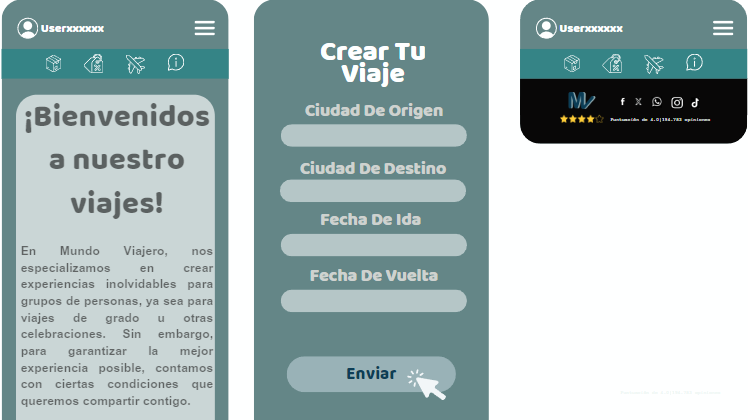 Userxxxxxx
¡Bienvenidos
a nuestro
viajes!
En Mundo Viajero, nos
especializamos en crear
experiencias inolvidables para
grupos de personas, ya sea para
viajes de grado u otras
celebraciones. Sin embargo,
para garantizar la mejor
experiencia posible, contamos
con ciertas condiciones que
queremos compartir contigo.
Crear Tu
Viaje
Ciudad De Origen
Ciudad De Destino
Fecha De Ida
Fecha De Vuelta
Enviar
Userxxxxxx
MV
Puntuación de 4.0|194.763 opiniones